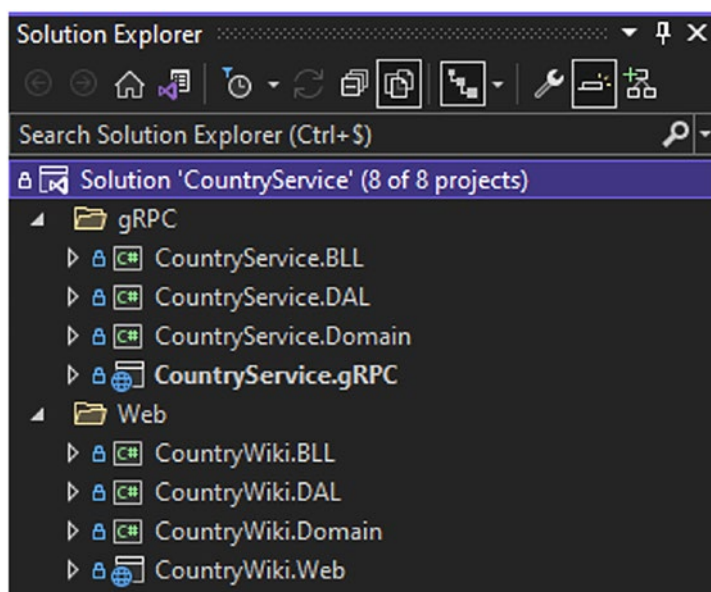 Solution Explorer
Search Solution Explorer (Ctrl+$)
Solution 'CountryService' (8 of 8 projects)
gRPC
C# CountryService.BLL
C# CountryService.DAL
C# CountryService.Domain
CountryService.gRPC
Web
C# CountryWiki.BLL
C# CountryWiki.DAL
C# CountryWiki.Domain
CountryWiki.Web